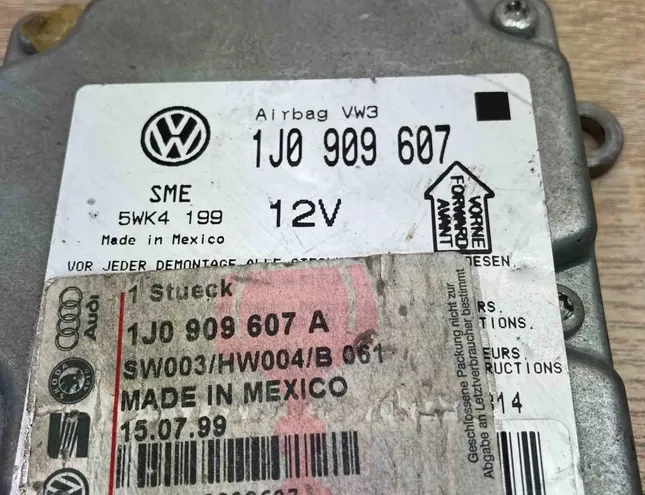 Airbag VW3
1J0 909 607
SME
5WK4 199
12V
Made in Mexico
VORNE
FORWARD
AVANT
VOR JEDER DEMONTAGE ALLE
RS.
TIONS.
EURS.
RUCTIONS
814
Audi
1 Stueck
1J0 909 607 A
SW003/HW004/B 061
MADE IN MEXICO
15.07.99
Geschlossene Packung nicht zur
Abgabe an Letztverbraucher bestimmt